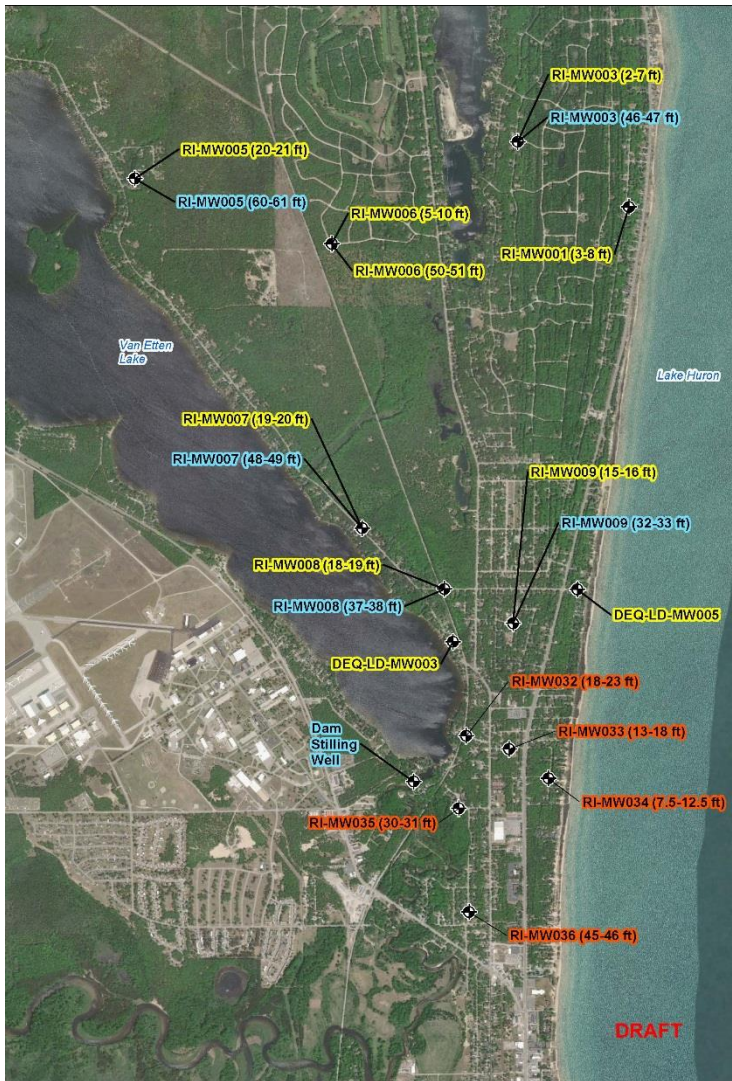 RI-MW003 (2-7 ft)
RI-MW003 (46-47 ft)
RI-MW005 (20-21 ft)
RI-MW005 (60-61 ft)
RI-MW006 (5-10 ft)
RI-MW001 (3-8 ft)
RI-MW006 (50-51 ft)
Van Etten
Lake
Lake Huron
RI-MW007 (19-20 ft)
RI-MW007 (48-49 ft)
RI-MW009 (15-16 ft)
RI-MW009 (32-33 ft)
RI-MW008 (18-19 ft)
RI-MW008 (37-38 ft)
DEQ-LD-MW005
DEQ-LD-MW003
RI-MW032 (18-23 ft)
Dam
Stilling
Well
RI-MW033 (13-18 ft)
RI-MW034 (7.5-12.5 ft)
RI-MW035 (30-31 ft)
RI-MW036 (45-46 ft)
DRAFT